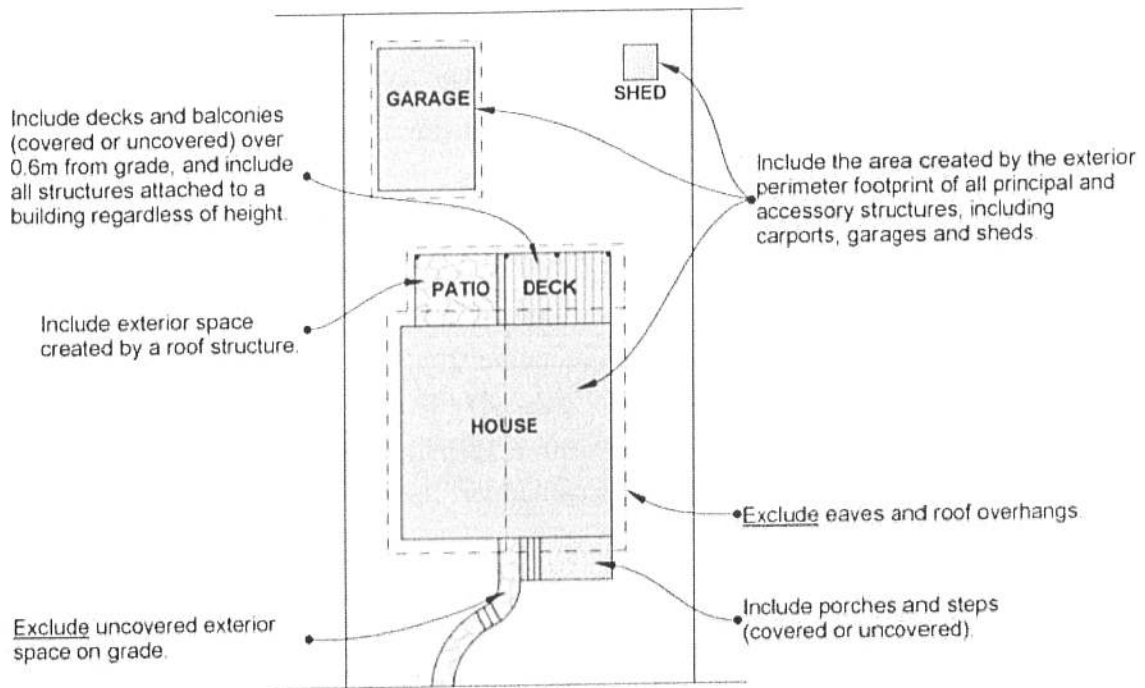 GARAGE
SHED
Include decks and balconies
(covered or uncovered) over
0.6m from grade, and include
all structures attached to a
building regardless of height.
Include the area created by the exterior
perimeter footprint of all principal and
accessory structures, including
carports, garages and sheds.
PATIO
DECK
Include exterior space
created by a roof structure.
HOUSE
Exclude eaves and roof overhangs.
Include porches and steps
(covered or uncovered).
Exclude uncovered exterior
space on grade.